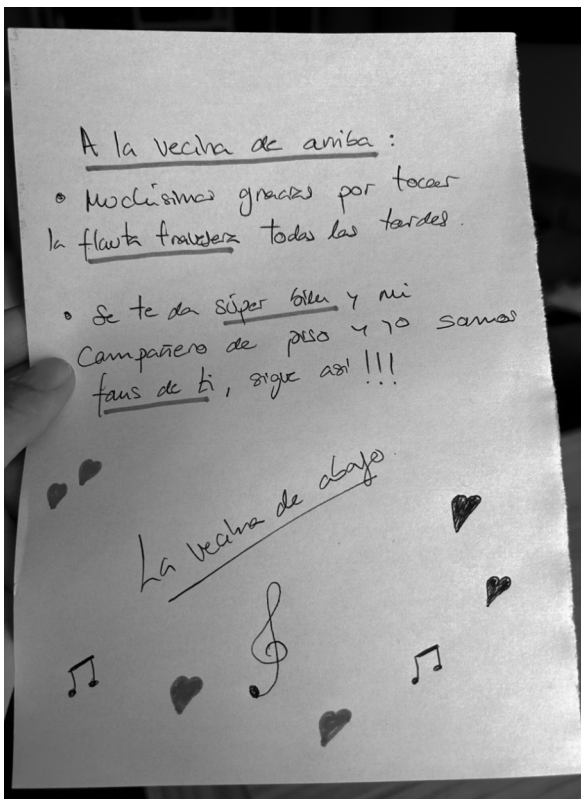 A la vecina de arriba :
• Muchísimas gracias por tocar
la flauta travesera todas las tardes.
• Se te da súper bien y mi
compañero de piso y yo somos
fans de ti, sigue así !!!
La vecina de abajo